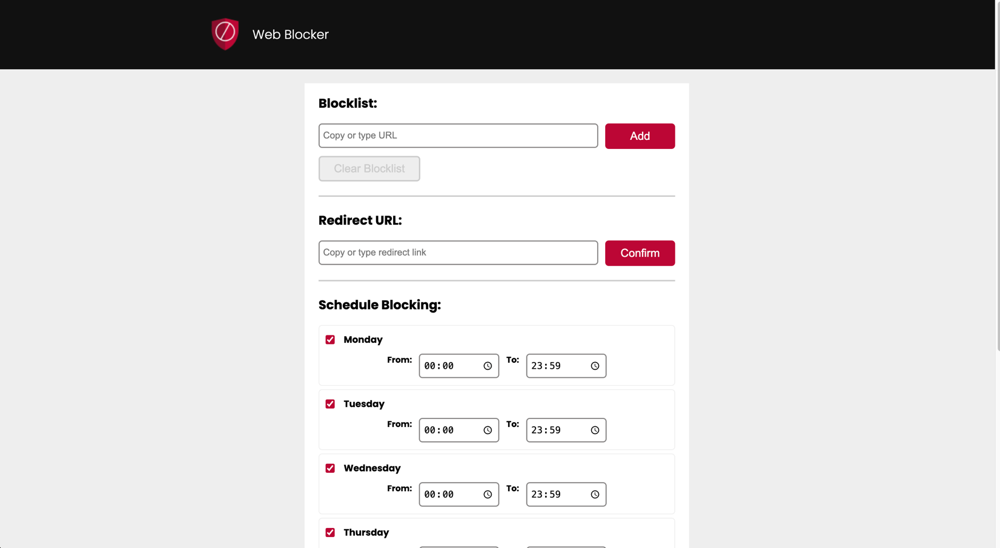 Web Blocker
Blocklist:
Copy or type URL
Add
Clear Blocklist
Redirect URL:
Copy or type redirect link
Confirm
Schedule Blocking:
Monday
From: 00:00 To: 23:59
Tuesday
From: 00:00 To: 23:59
Wednesday
From: 00:00 To: 23:59
Thursday